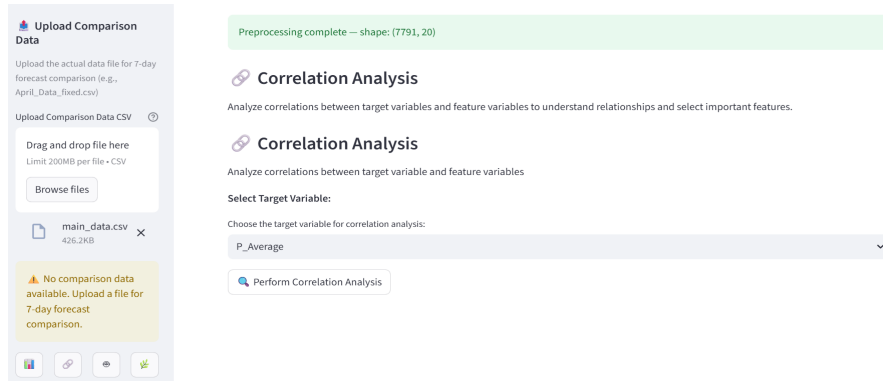 Upload Comparison
Data
Upload the actual data file for 7-day
forecast comparison (e.g.,
April_Data_fixed.csv)
Upload Comparison Data CSV
Drag and drop file here
Limit 200MB per file • CSV
Browse files
main_data.csv
426.2KB
No comparison data
available. Upload a file for
7-day forecast
comparison.
Preprocessing complete — shape: (7791, 20)
Correlation Analysis
Analyze correlations between target variables and feature variables to understand relationships and select important features.
Correlation Analysis
Analyze correlations between target variable and feature variables
Select Target Variable:
Choose the target variable for correlation analysis:
P_Average
Perform Correlation Analysis